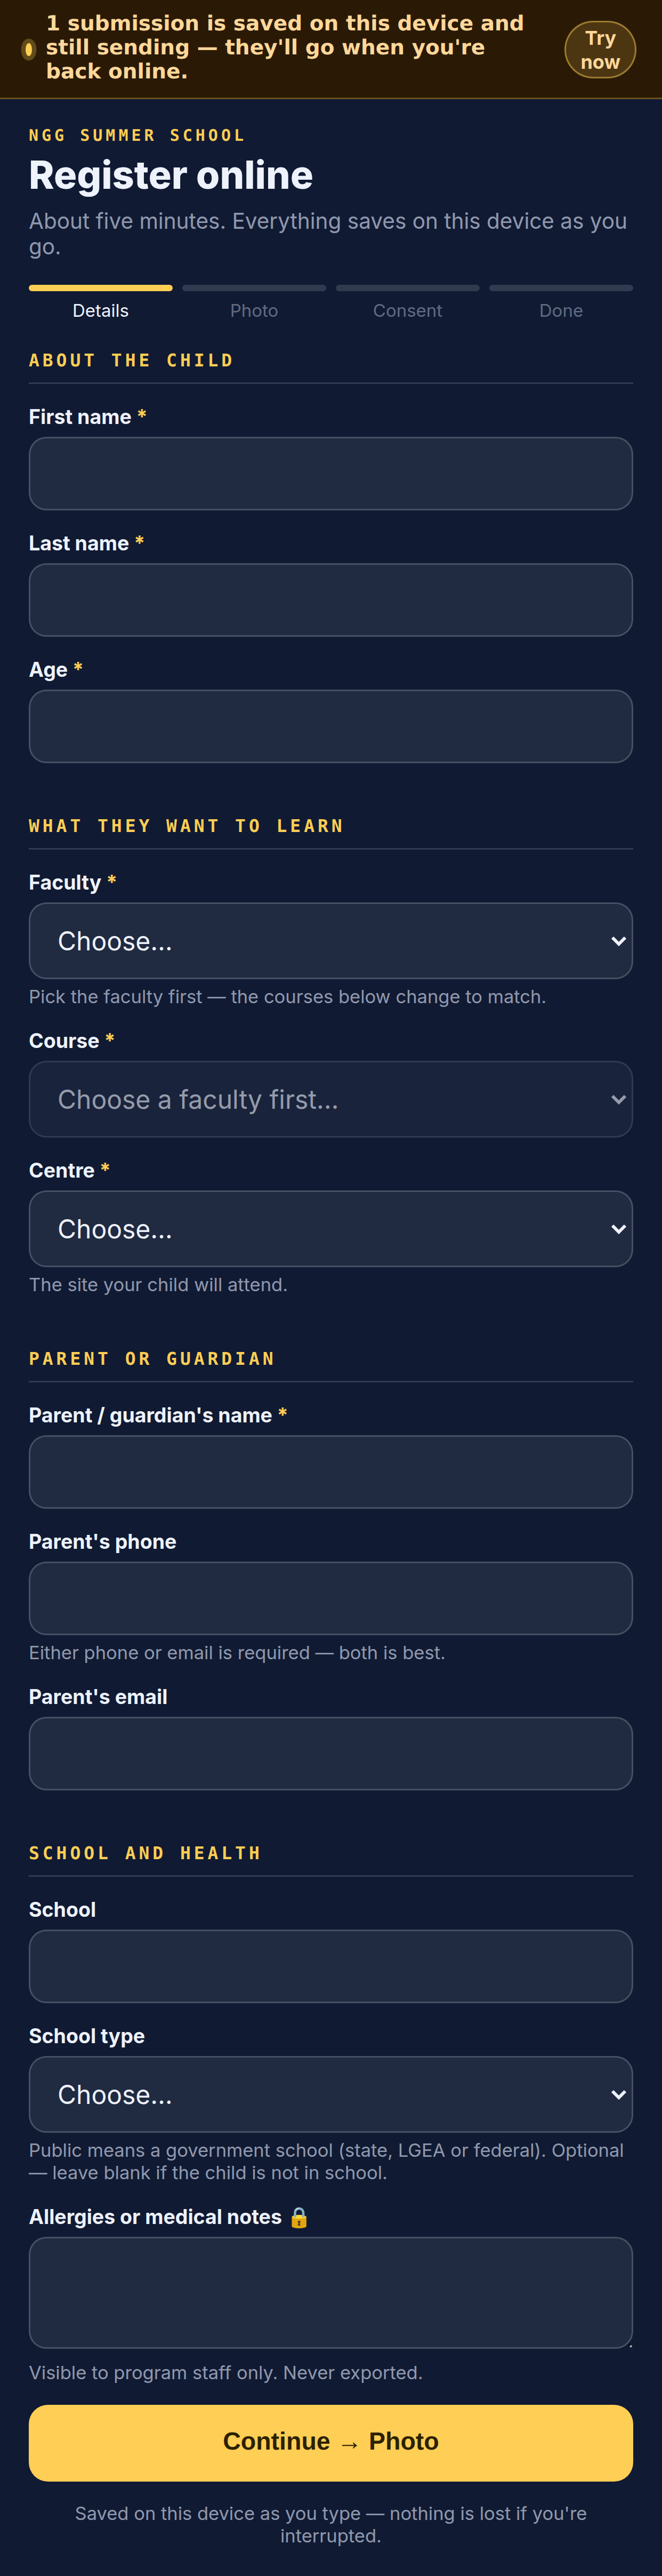 1 submission is saved on this device and
still sending — they'll go when you're
back online.
Try
now
NGG SUMMER SCHOOL
Register online
About five minutes. Everything saves on this device as you
go.
Details
Photo
Consent
Done
ABOUT THE CHILD
First name *
Last name *
Age *
WHAT THEY WANT TO LEARN
Faculty *
Choose...
Pick the faculty first — the courses below change to match.
Course *
Choose a faculty first...
Centre *
Choose...
The site your child will attend.
PARENT OR GUARDIAN
Parent / guardian's name *
Parent's phone
Either phone or email is required — both is best.
Parent's email
SCHOOL AND HEALTH
School
School type
Choose...
Public means a government school (state, LGEA or federal). Optional
— leave blank if the child is not in school.
Allergies or medical notes 🔒
Visible to program staff only. Never exported.
Continue → Photo
Saved on this device as you type — nothing is lost if you're
interrupted.